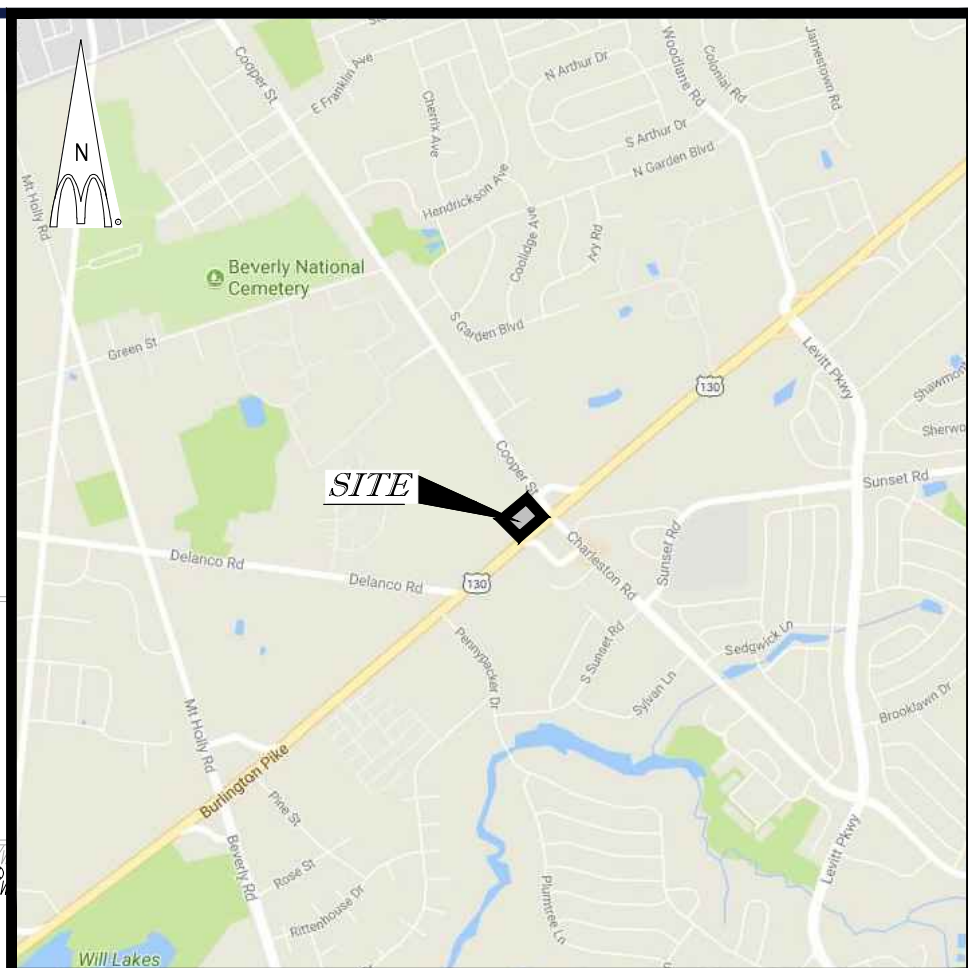 Cooper St
E Franklin Ave
N Arthur Dr
Woodlane Rd
Colonial Rd
Jamestown Rd
Cherrix Ave
S Arthur Dr
N Garden Blvd
N
Mt Holly Rd
Hendrickson Ave
Coolidge Ave
Ivy Rd
Beverly National
Cemetery
S Garden Blvd
Green St
Levitt Pkwy
130
Cooper St
SITE
Sunset Rd
Delanco Rd
Delanco Rd
130
Charleston Rd
Sunset Rd
Pennypacker Dr
S Sunset Rd
Sedgwick Ln
Sylvan Ln
Brooklawn Dr
Mt Holly Rd
Burlington Pike
Pine St
Beverly Rd
Rose St
Rittenhouse Dr
Plumtree Ln
Levitt Pkwy
Will Lakes